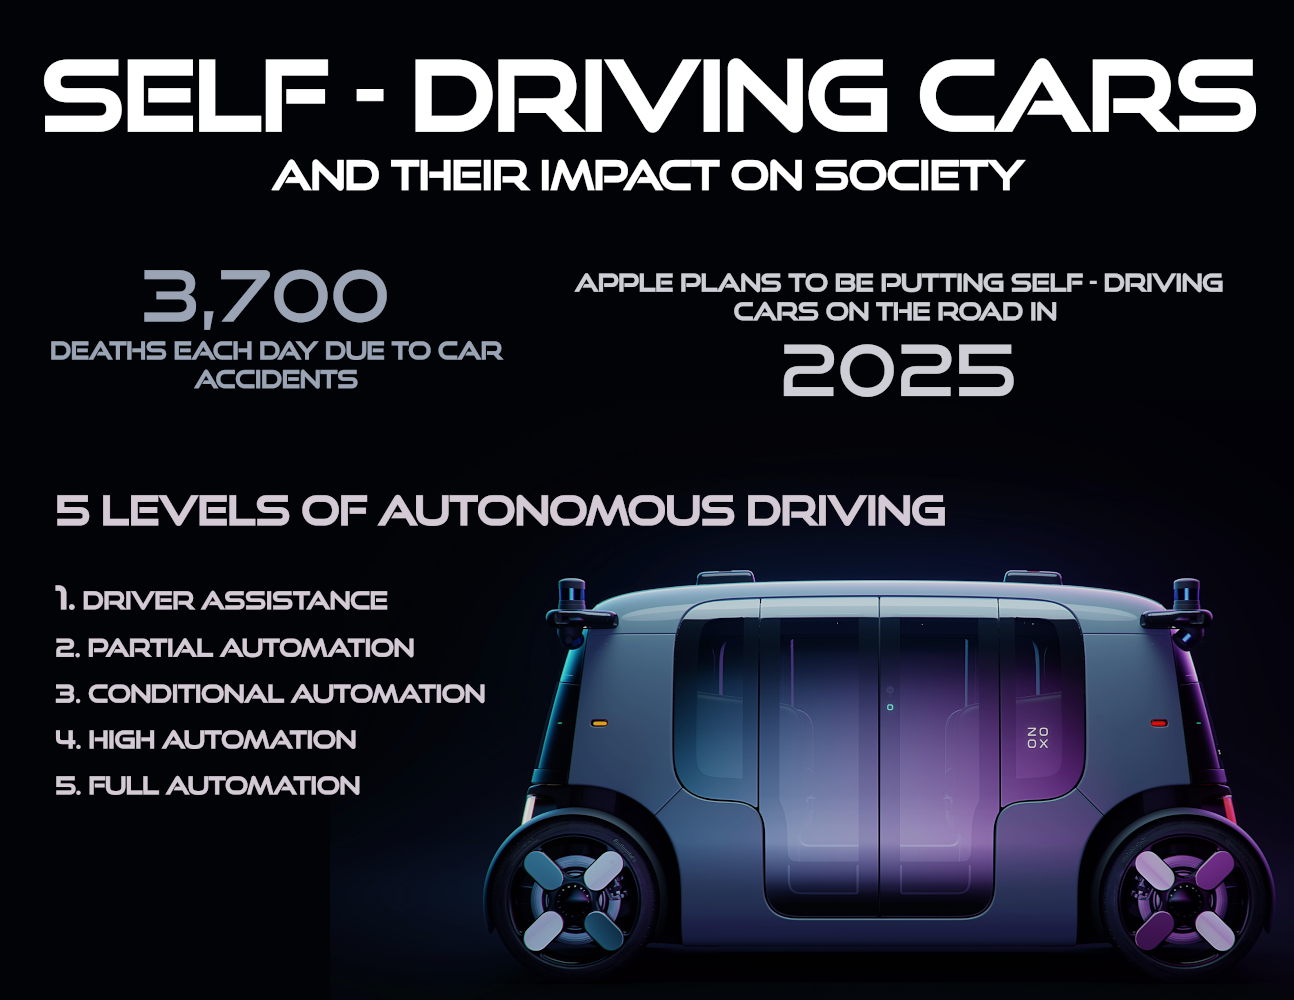 SELF - DRIVING CARS
AND THEIR IMPACT ON SOCIETY
3,700
DEATHS EACH DAY DUE TO CAR
ACCIDENTS
APPLE PLANS TO BE PUTTING SELF - DRIVING
CARS ON THE ROAD IN
2025
5 LEVELS OF AUTONOMOUS DRIVING
1. DRIVER ASSISTANCE
2. PARTIAL AUTOMATION
3. CONDITIONAL AUTOMATION
4. HIGH AUTOMATION
5. FULL AUTOMATION
ZO
OX